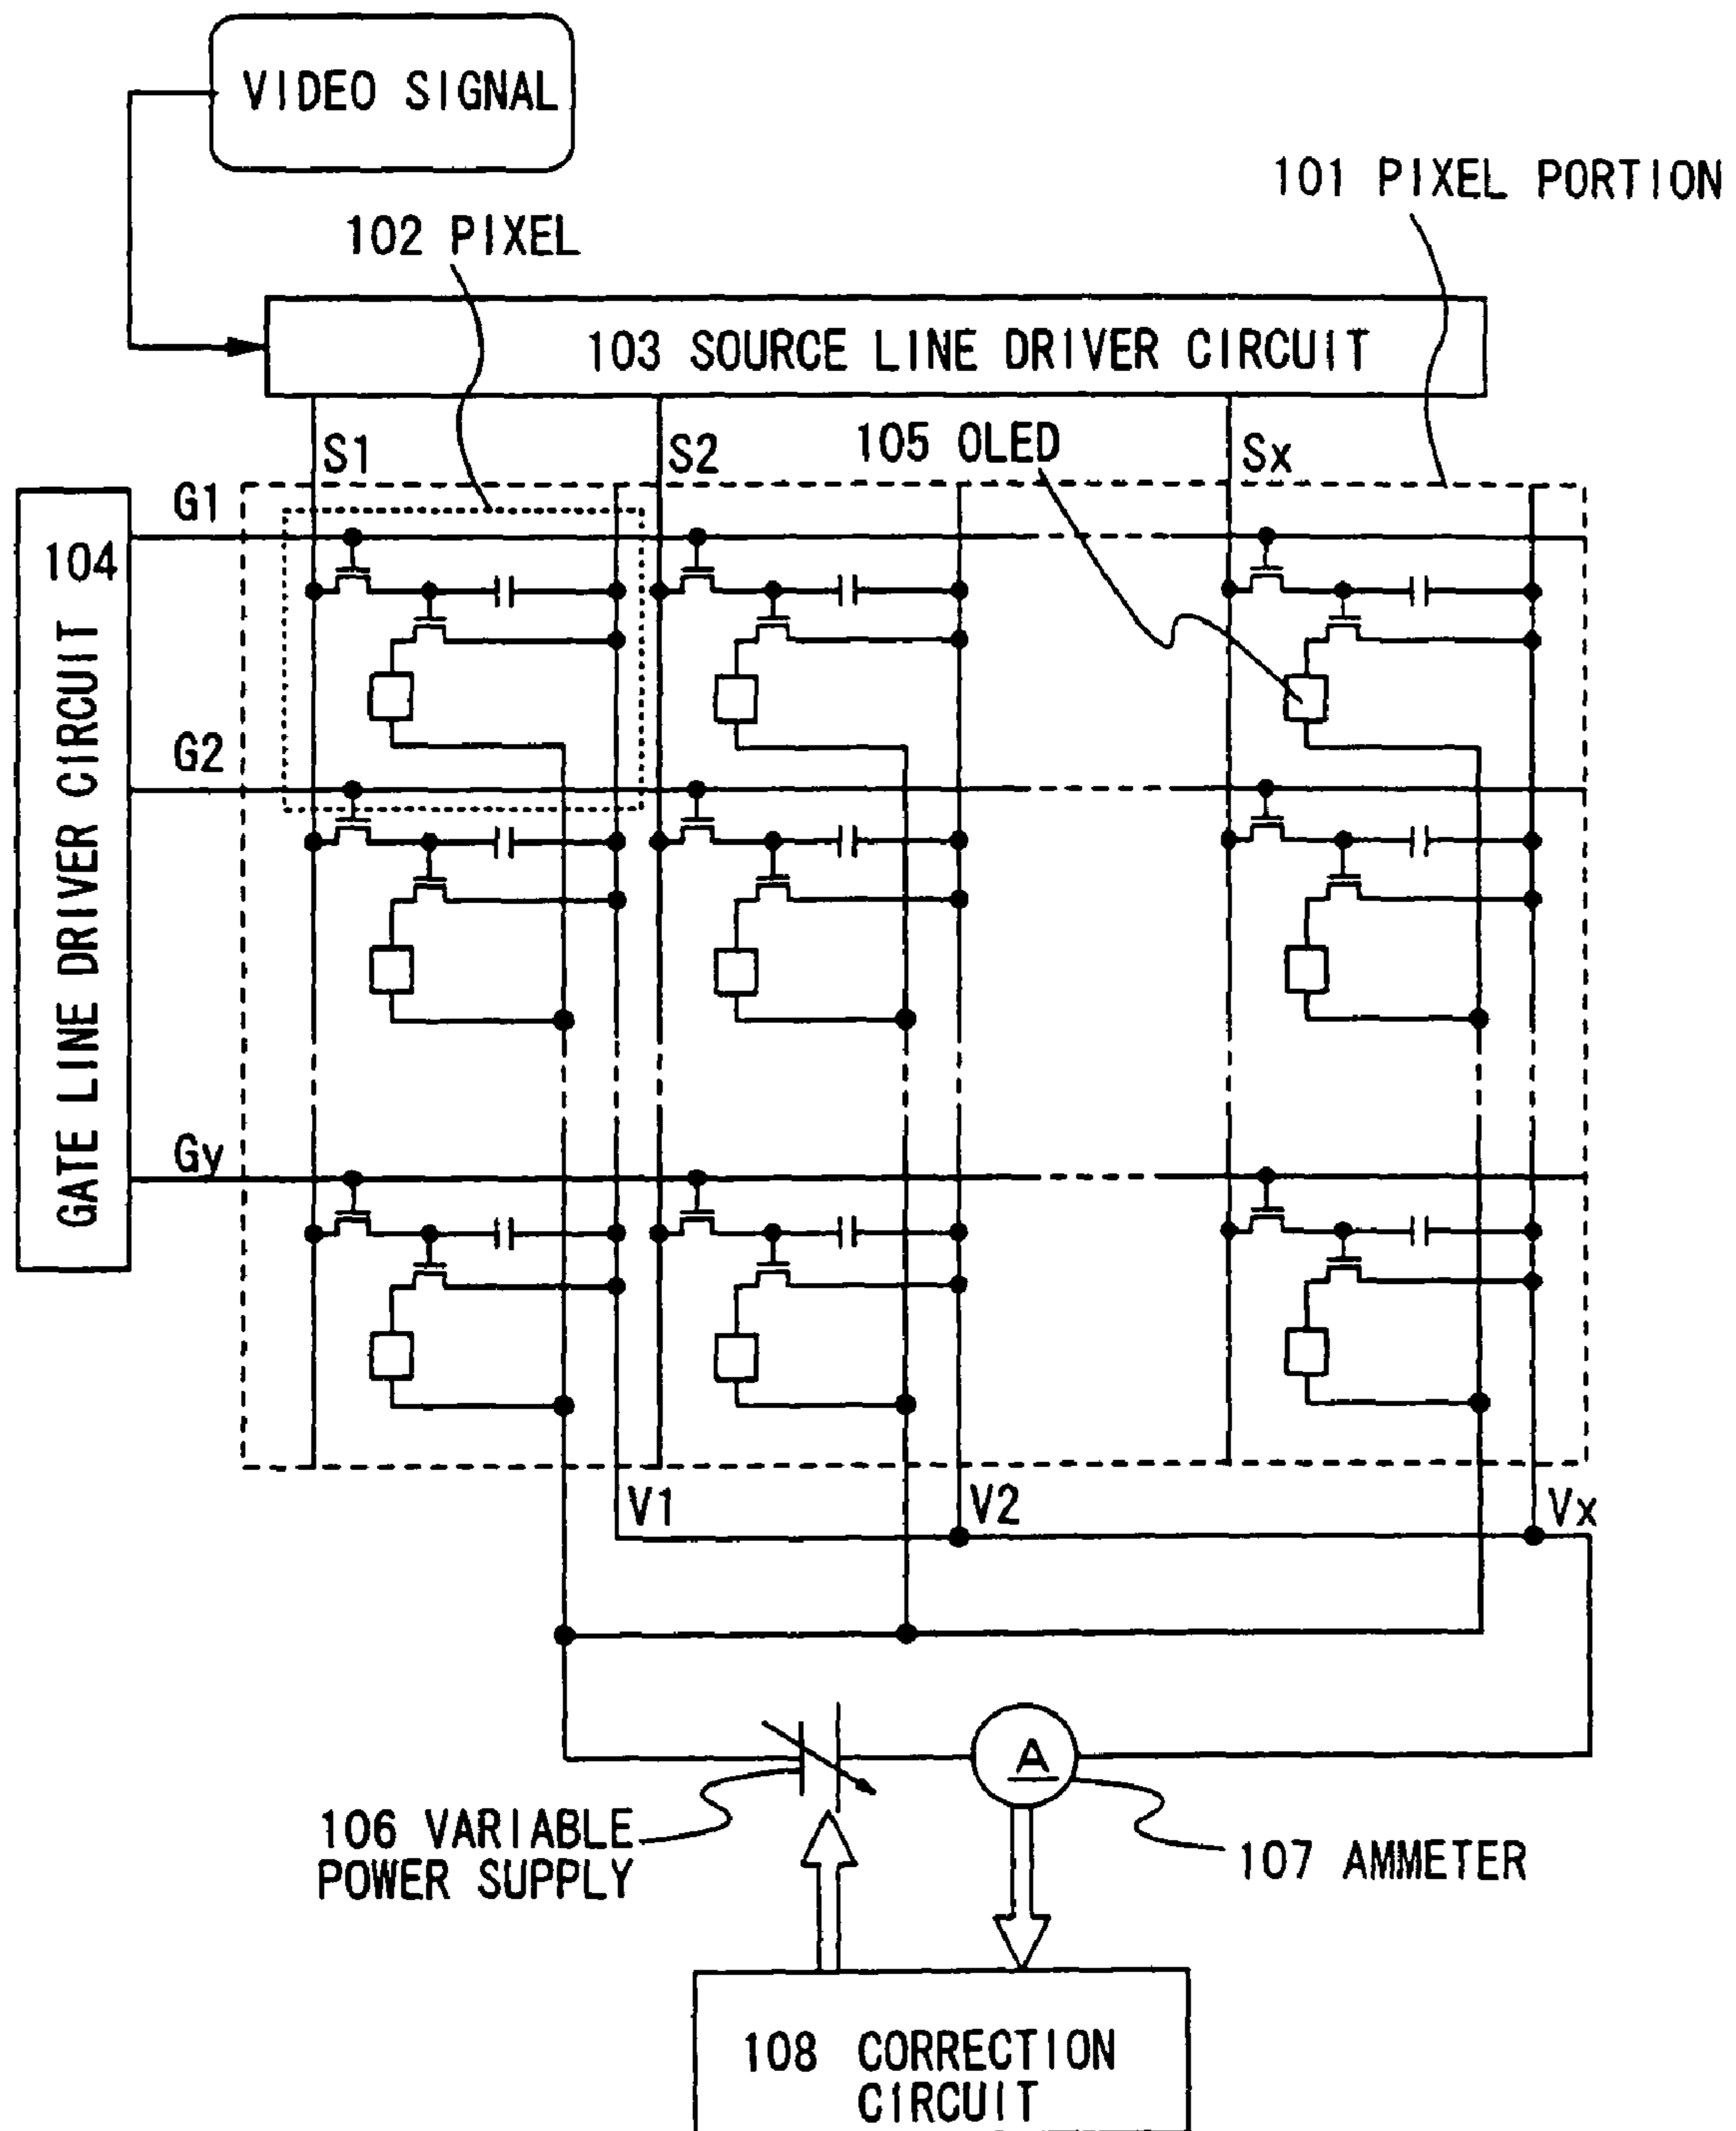 VIDEO SIGNAL
101 PIXEL PORTION
102 PIXEL
103 SOURCE LINE DRIVER CIRCUIT
S1
S2
105 OLED
Sx
G1
104
GATE LINE DRIVER CIRCUIT
G2
Gy
V1
V2
Vx
A
106 VARIABLE
POWER SUPPLY
107 AMMETER
108 CORRECTION
CIRCUIT